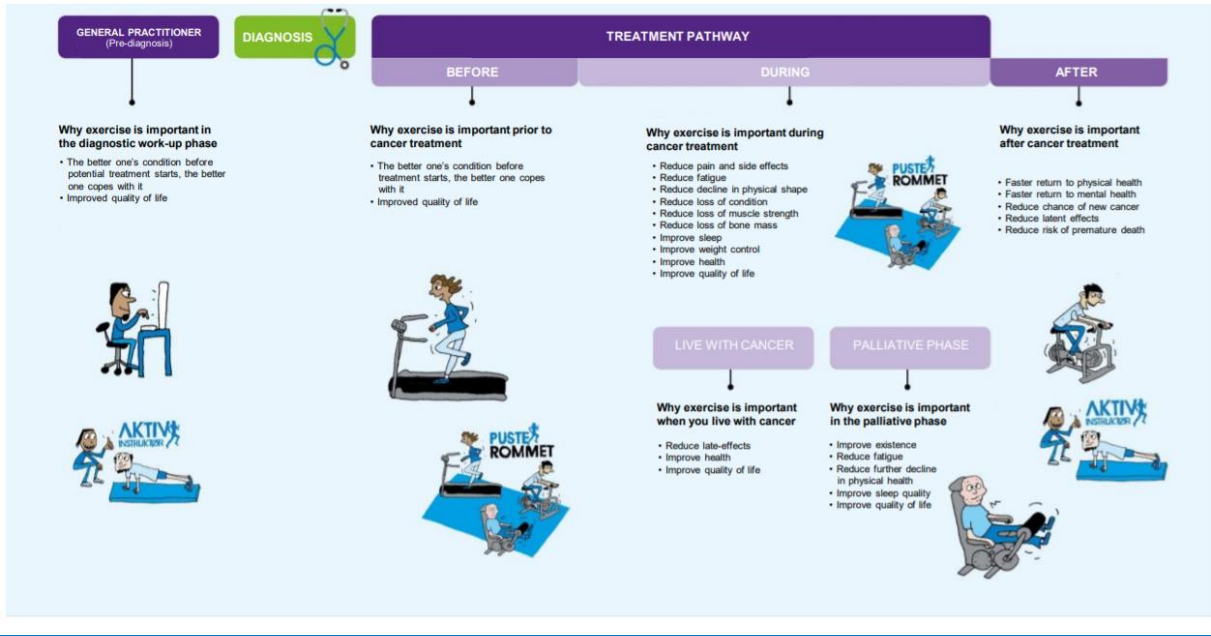 GENERAL PRACTITIONER
(Pre-diagnosis)
DIAGNOSIS
TREATMENT PATHWAY
BEFORE
DURING
AFTER
Why exercise is important in
the diagnostic work-up phase
• The better one's condition before
potential treatment starts, the better
one copes with it
• Improved quality of life
AKTIV
INSTRUKTØR
Why exercise is important prior to
cancer treatment
• The better one's condition before
treatment starts, the better one copes
with it
• Improved quality of life
PUSTE
ROMMET
Why exercise is important during
cancer treatment
• Reduce pain and side effects
• Reduce fatigue
• Reduce decline in physical shape
• Reduce loss of condition
• Reduce loss of muscle strength
• Reduce loss of bone mass
• Improve sleep
• Improve weight control
• Improve health
• Improve quality of life
PUSTE
ROMMET
LIVE WITH CANCER
Why exercise is important
when you live with cancer
• Reduce late-effects
• Improve health
• Improve quality of life
PALLIATIVE PHASE
Why exercise is important
in the palliative phase
• Improve existence
• Reduce fatigue
• Reduce further decline
in physical health
• Improve sleep quality
• Improve quality of life
Why exercise is important
after cancer treatment
• Faster return to physical health
• Faster return to mental health
• Reduce chance of new cancer
• Reduce latent effects
• Reduce risk of premature death
AKTIV
INSTRUKTØR